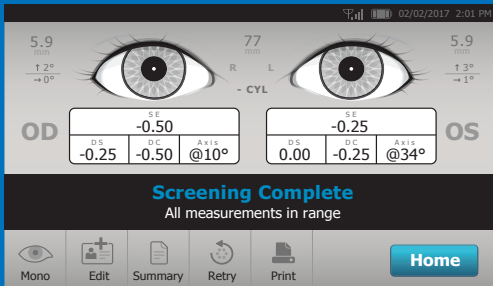 02/02/2017 2:01 PM
5.9
mm
↑ 2°
→ 0°
77
mm
R L
- CYL
5.9
mm
↑ 3°
→ 1°
OD
SE
-0.50
DS
-0.25
DC
-0.50
Axis
@10°
SE
-0.25
DS
0.00
DC
-0.25
Axis
@34°
OS
Screening Complete
All measurements in range
Mono
Edit
Summary
Retry
Print
Home